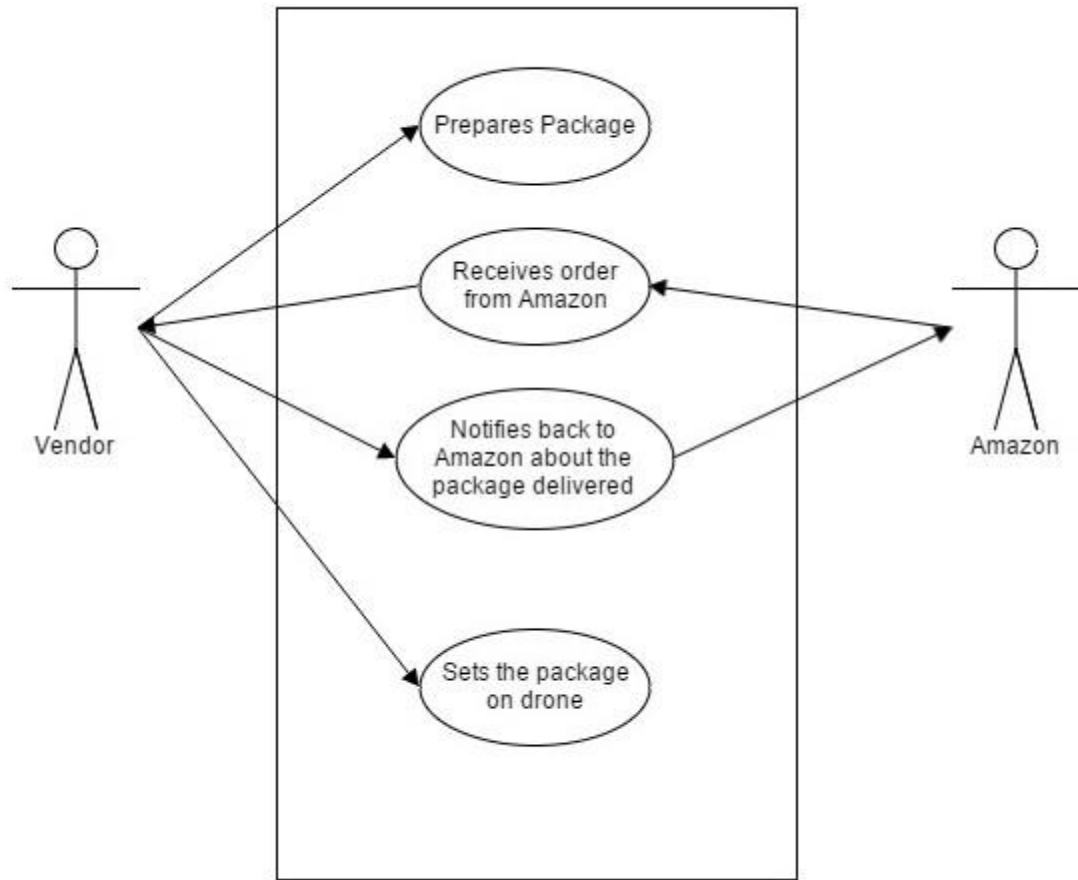 Prepares Package
Receives order
from Amazon
Vendor
Amazon
Notifies back to
Amazon about the
package delivered
Sets the package
on drone